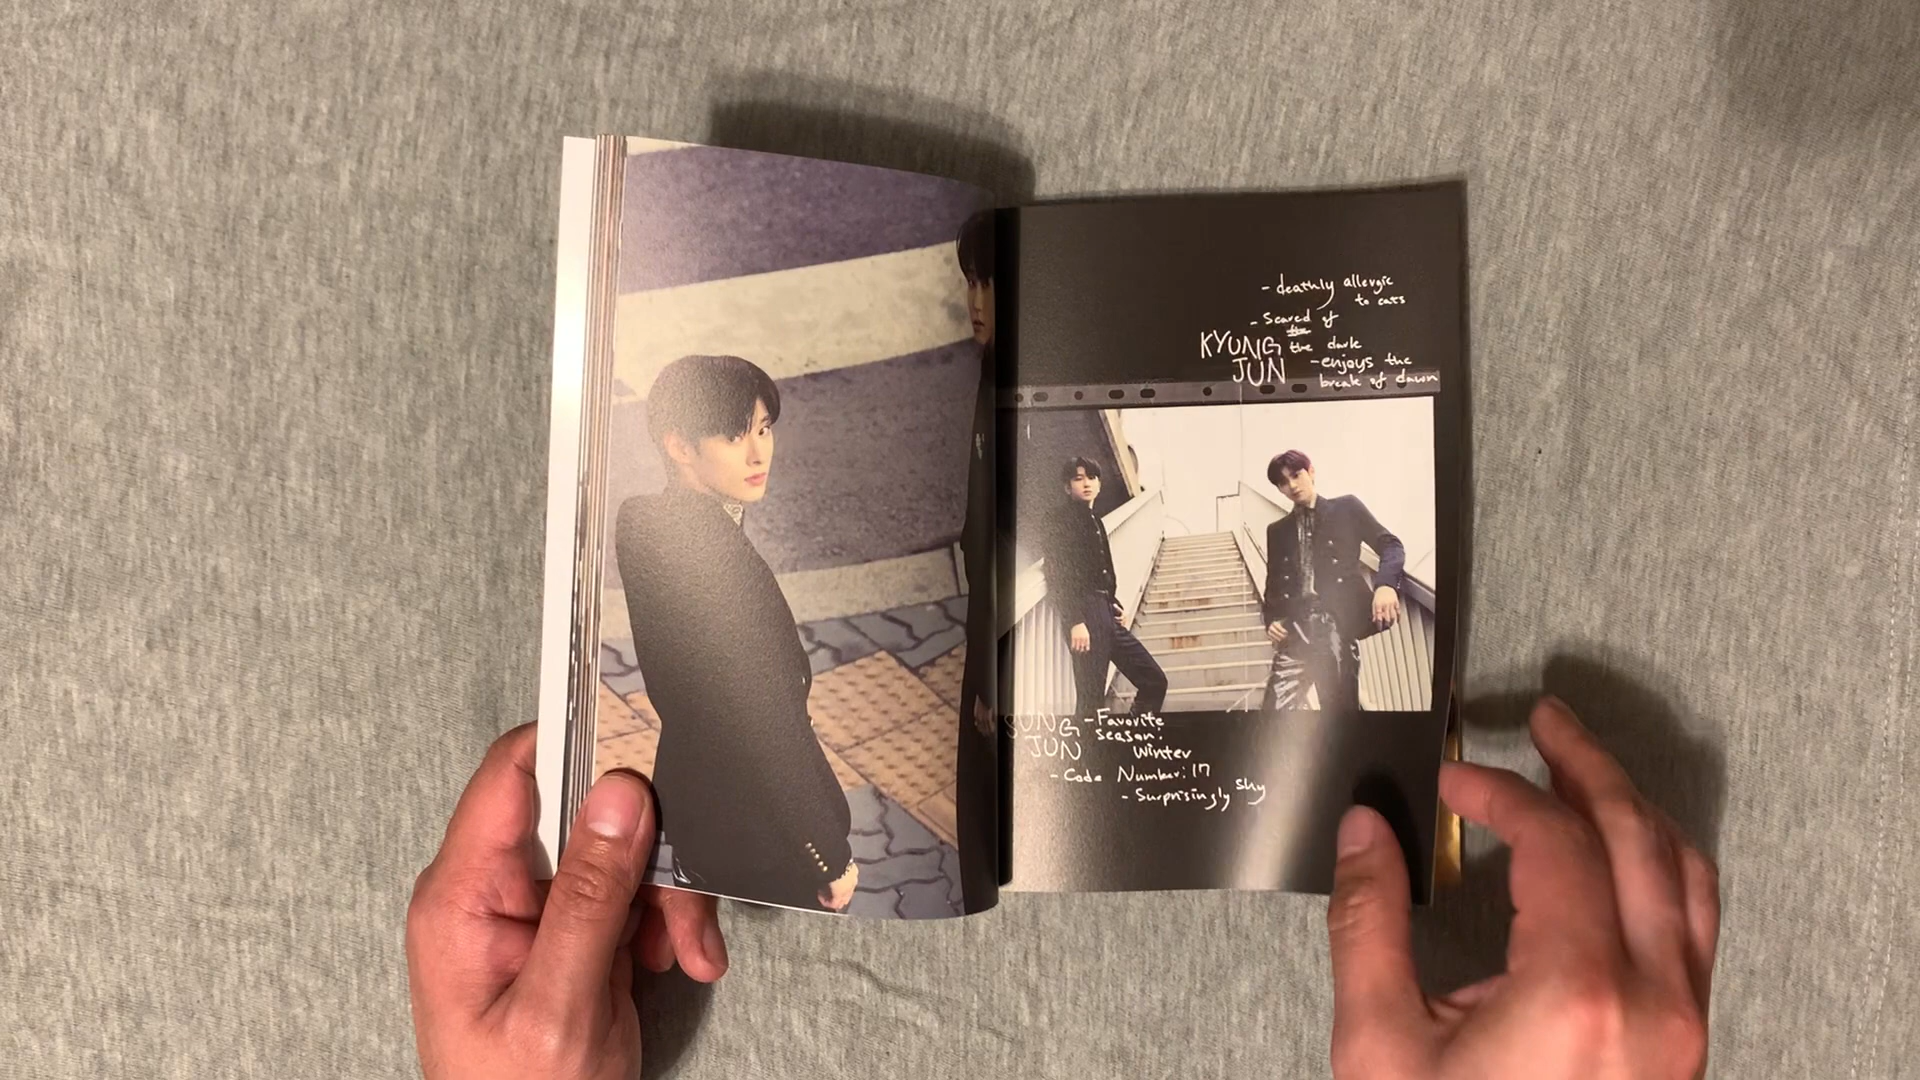 - deathly allergic
to cats
- Scared of
the
KYUNG the dark
JUN - enjoys the
break of dawn
SUNG - Favorite
season:
JUN Winter
- Code Number: 17
- Surprisingly shy